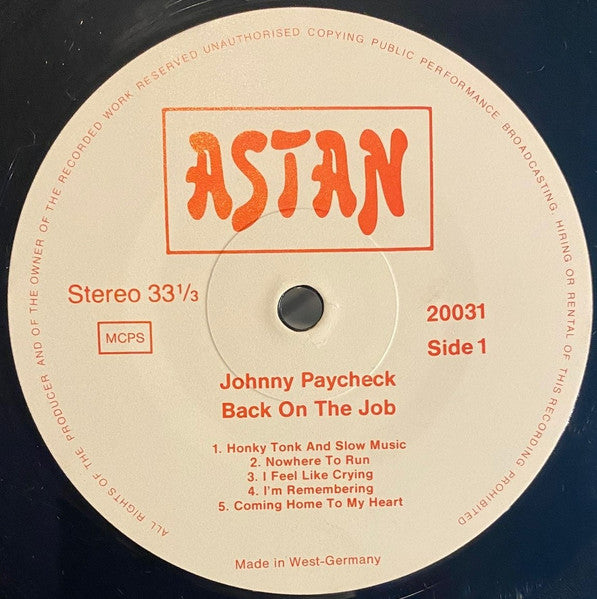 ALL RIGHTS OF THE PRODUCER AND OF THE OWNER OF THE RECORDED WORK RESERVED UNAUTHORISED COPYING PUBLIC PERFORMANCE BROADCASTING HIRING OR RENTAL OF THIS RECORDING PROHIBITED
ASTAN
Stereo 33⅓
20031
MCPS
Side 1
Johnny Paycheck
Back On The Job
1. Honky Tonk And Slow Music
2. Nowhere To Run
3. I Feel Like Crying
4. I'm Remembering
5. Coming Home To My Heart
Made in West-Germany